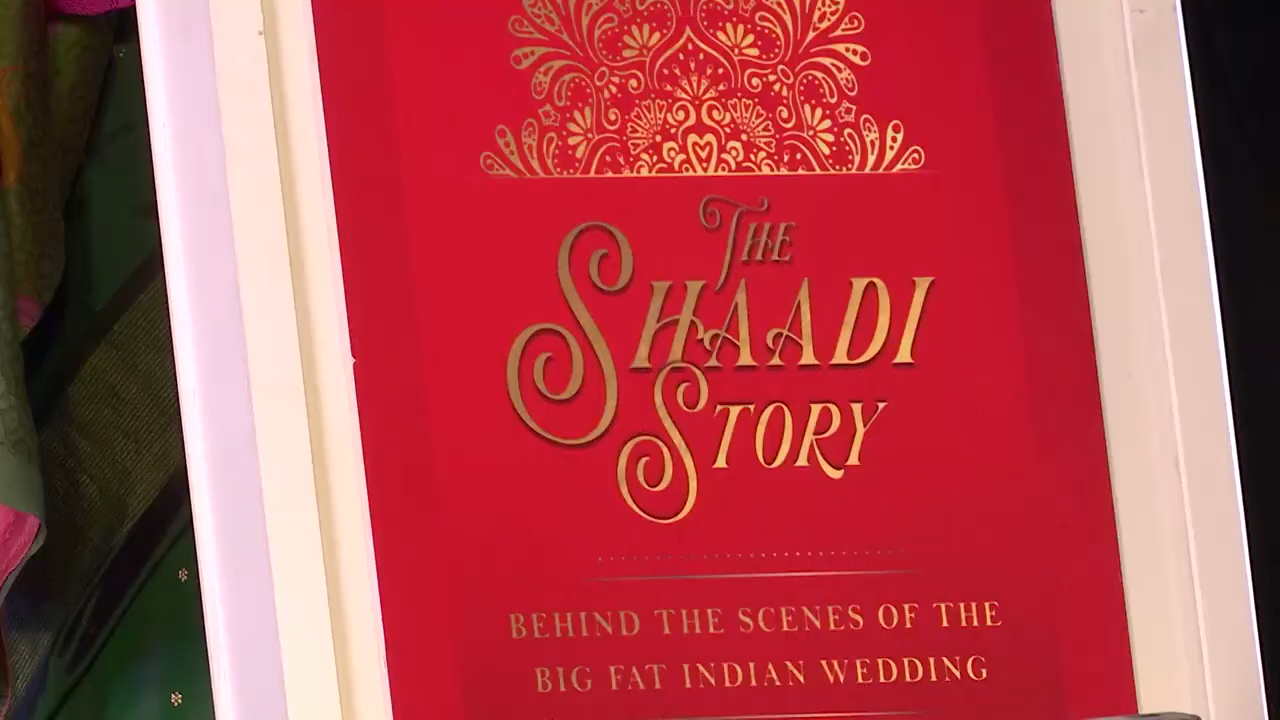 THE
SHAADI
STORY
BEHIND THE SCENES OF THE
BIG FAT INDIAN WEDDING